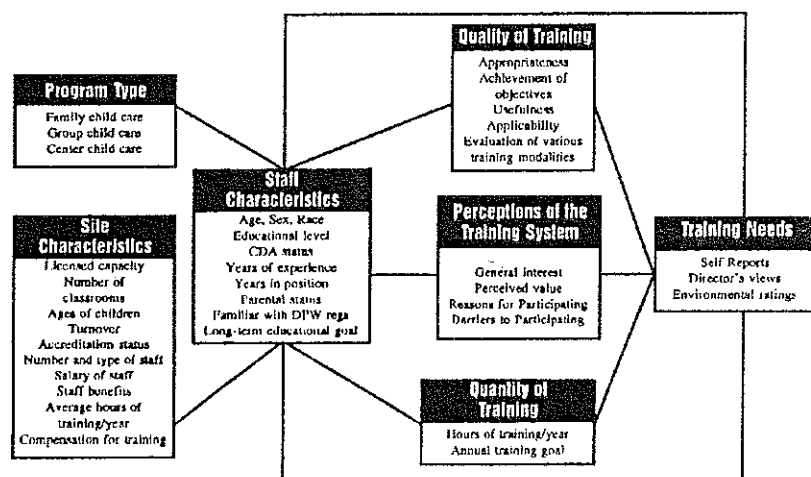 Program Type
Family child care
Group child care
Center child care
Site
Characteristics
Licensed capacity
Number of
classrooms
Ages of children
Turnover
Accreditation status
Number and type of staff
Salary of staff
Staff benefits
Average hours of
training/year
Compensation for training
Staff
Characteristics
Age, Sex, Race
Educational level
CDA status
Years of experience
Years in position
Parental status
Familiar with DPW regs
Long-term educational goal
Quality of Training
Appropriateness
Achievement of
objectives
Usefulness
Applicability
Evaluation of various
training modalities
Perceptions of the
Training System
General interest
Perceived value
Reasons for Participating
Barriers to Participating
Quantity of
Training
Hours of training/year
Annual training goal
Training Needs
Self Reports
Director's views
Environmental ratings